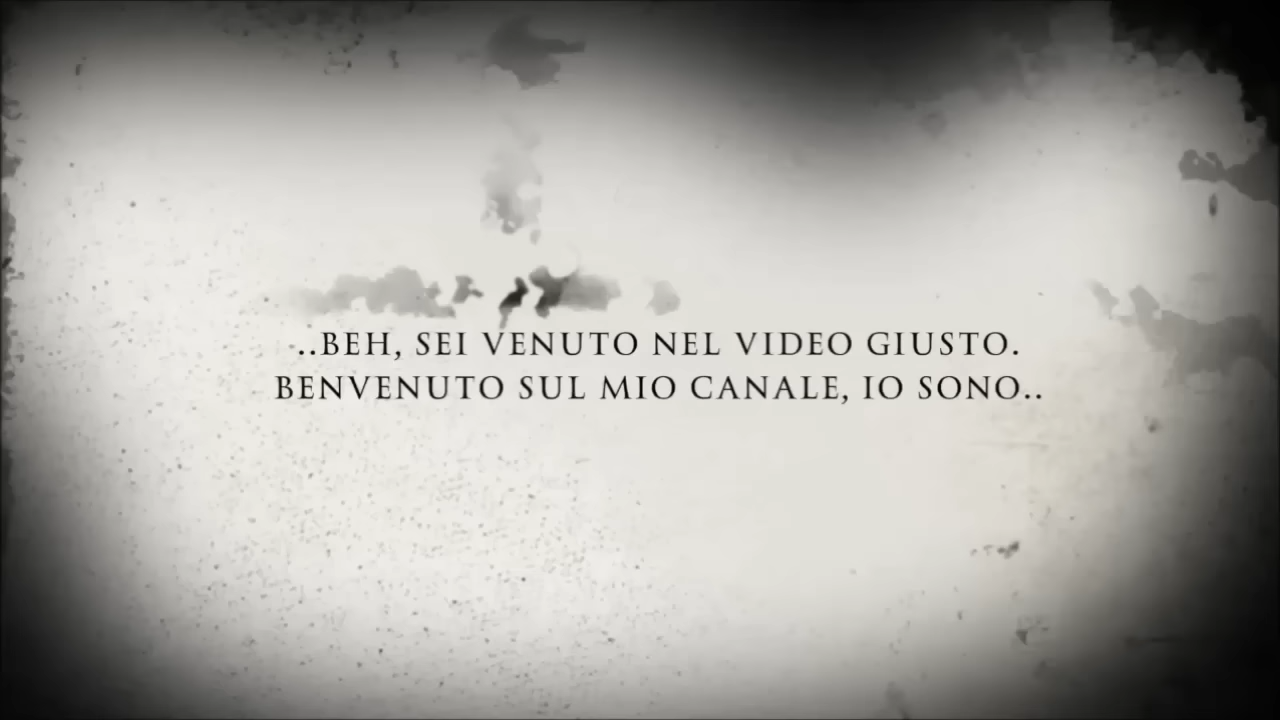 ..BEH, SEI VENUTO NEL VIDEO GIUSTO.
BENVENUTO SUL MIO CANALE, IO SONO..